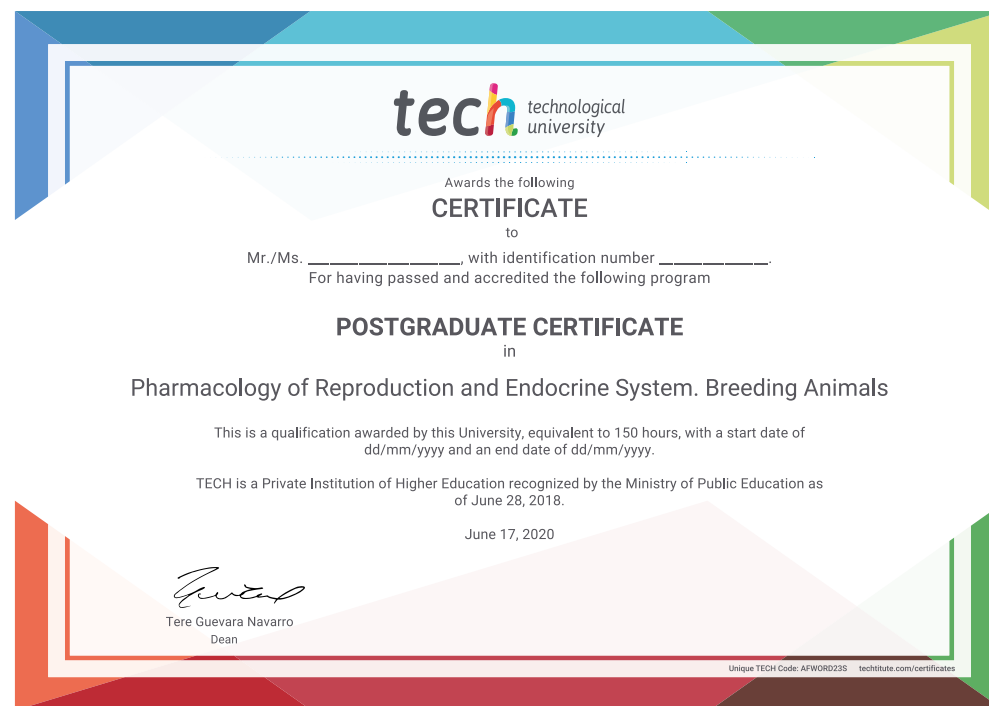 tech technological
university
Awards the following
CERTIFICATE
to
Mr./Ms. ____________________, with identification number ______________.
For having passed and accredited the following program
POSTGRADUATE CERTIFICATE
in
Pharmacology of Reproduction and Endocrine System. Breeding Animals
This is a qualification awarded by this University, equivalent to 150 hours, with a start date of
dd/mm/yyyy and an end date of dd/mm/yyyy.
TECH is a Private Institution of Higher Education recognized by the Ministry of Public Education as
of June 28, 2018.
June 17, 2020
Tere Guevara Navarro
Dean
Unique TECH Code: AFWORD23S techtitute.com/certificates